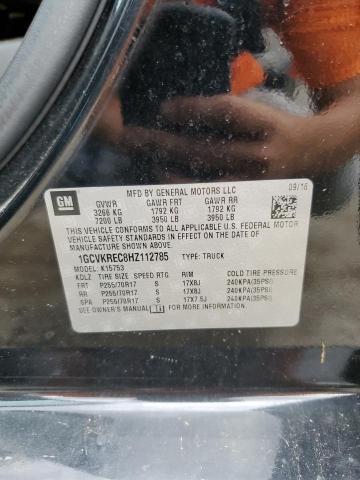 MFD BY GENERAL MOTORS LLC
09/16
GM
GVWR GAWR FRT GAWR RR
3266 KG 1792 KG 1792 KG
7200 LB 3950 LB 3950 LB
THIS VEHICLE CONFORMS TO ALL APPLICABLE U.S. FEDERAL MOTOR
VEHICLE SAFETY AND THEFT PREVENTION STANDARDS IN
EFFECT ON THE DATE OF
MANUFACTURE SHOWN ABOVE.
1GCVKREC8HZ112785 TYPE: TRUCK
MODEL: K15753
KDLZ TIRE SIZE SPEED RTG RIM COLD TIRE PRESSURE
FRT P255/70R17 S 17X8J 240KPA(35PSI)
RR P255/70R17 S 17X8J 240KPA(35PSI)
SPA P255/70R17 S 17X7.5J 240KPA(35PSI)
SEE OWNER'S MANUAL FOR MORE INFORMATION.